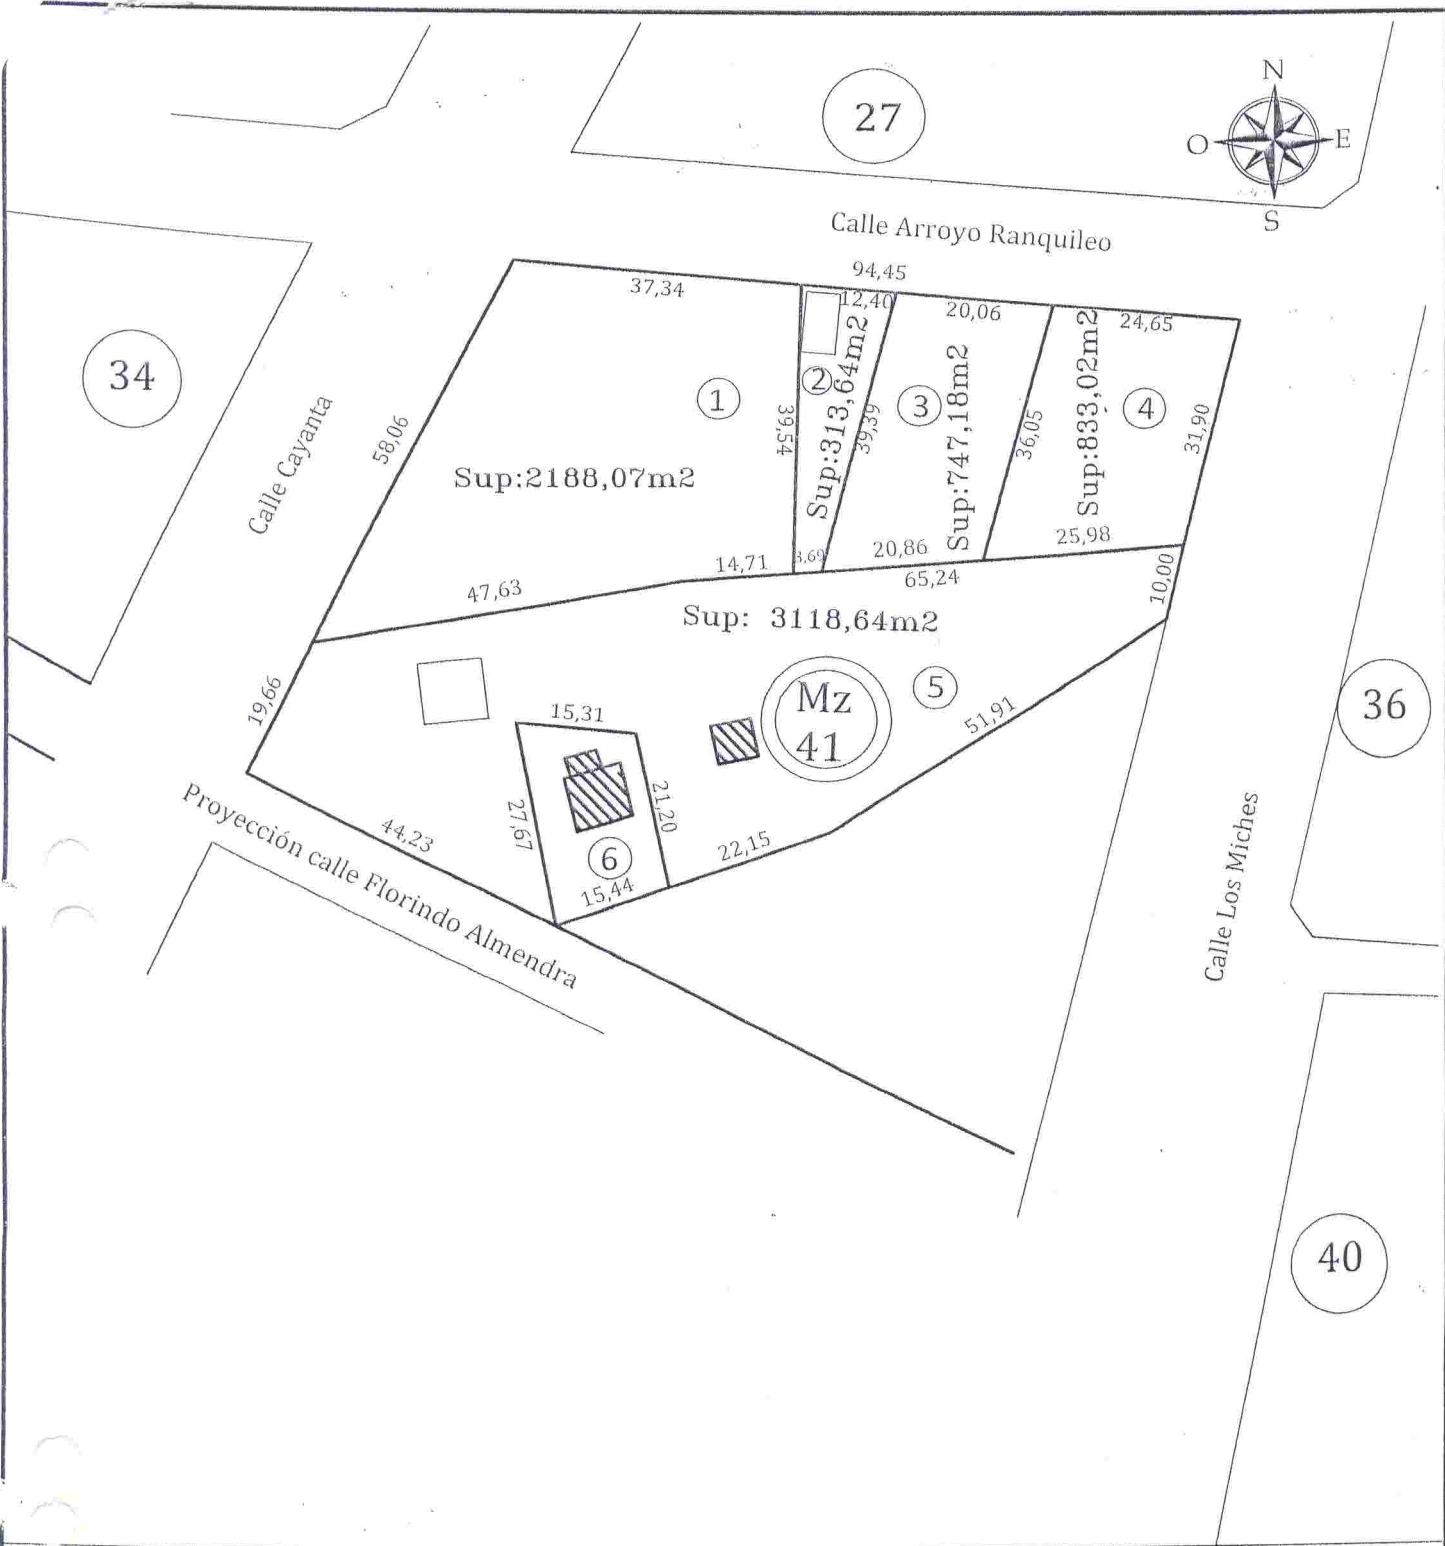 N
27
O
E
S
Calle Arroyo Ranquileo
94,45
37,34
12,40
20,06
24,65
34
1
2
3
4
Calle Cayanta
58,06
39,54
Sup:313,64m2
39,39
Sup:747,18m2
36,05
Sup:833,02m2
31,90
Sup:2188,07m2
47,63
14,71
3,69
20,86
25,98
65,24
10,00
Sup: 3118,64m2
19,66
15,31
Mz
41
5
51,91
36
27,67
21,20
6
15,44
22,15
44,23
Proyección calle Florindo Almendra
Calle Los Miches
40